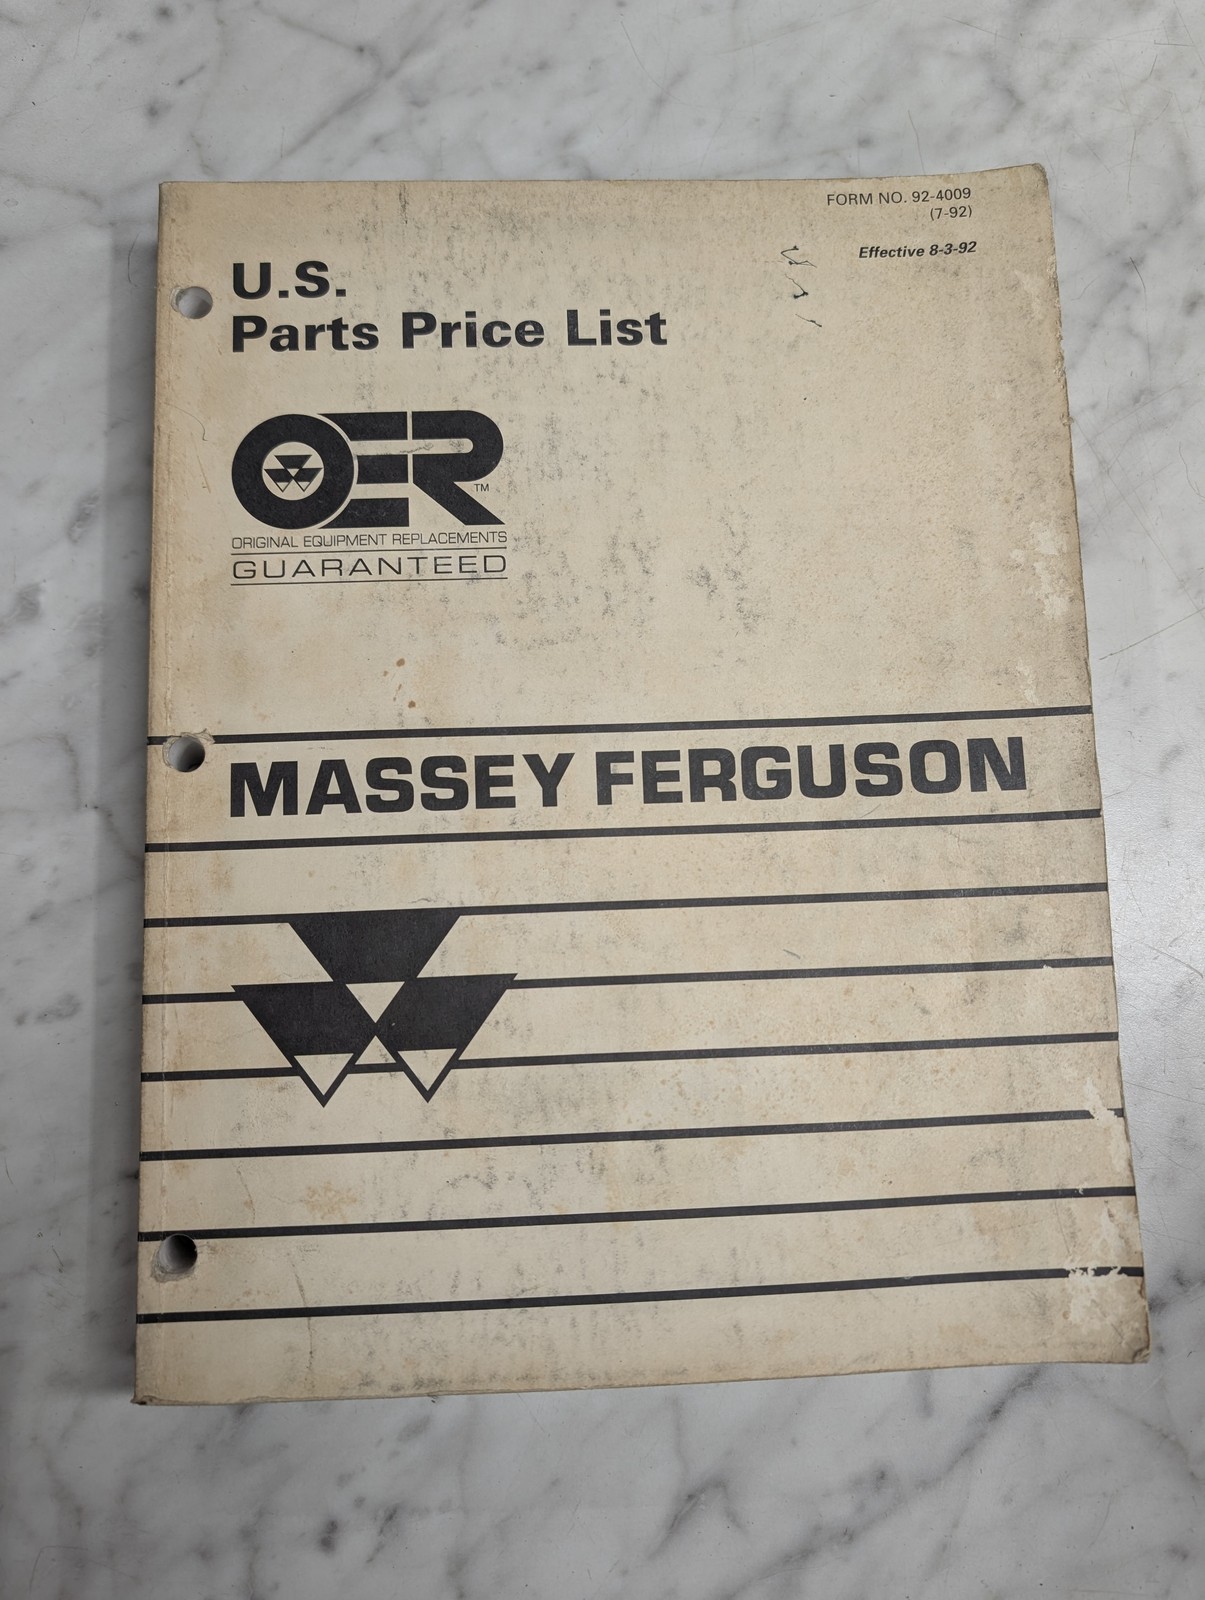 FORM NO. 92-4009
(7-92)
Effective 8-3-92
U.S.
Parts Price List
OER™
ORIGINAL EQUIPMENT REPLACEMENTS
GUARANTEED
MASSEY FERGUSON